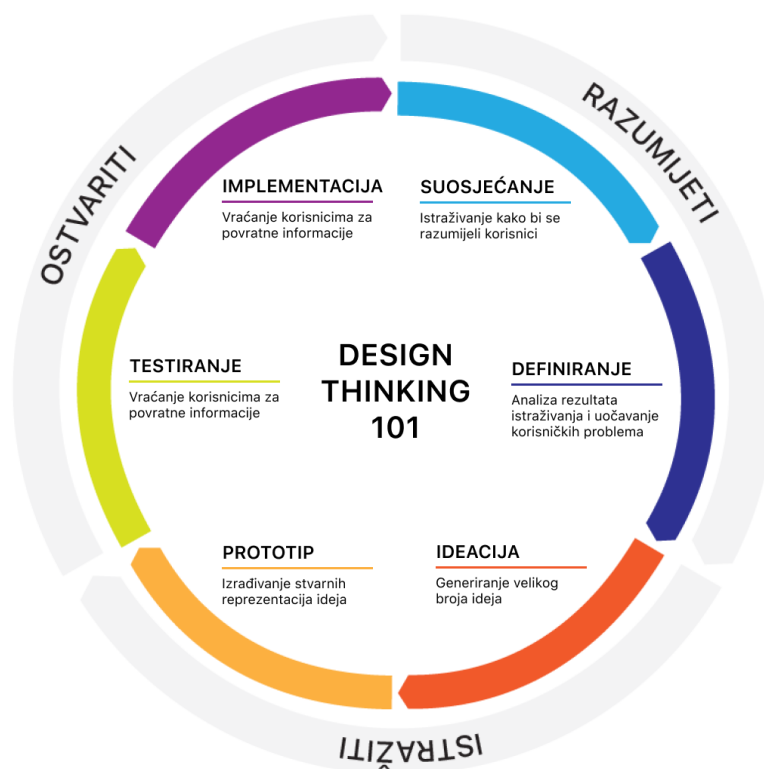 RAZUMIJETI
OSTVARITI
IMPLEMENTACIJA
Vraćanje korisnicima za
povratne informacije
SUOSJEĆANJE
Istraživanje kako bi se
razumijeli korisnici
TESTIRANJE
Vraćanje korisnicima za
povratne informacije
DESIGN
THINKING
101
DEFINIRANJE
Analiza rezultata
istraživanja i uočavanje
korisničkih problema
PROTOTIP
Izrađivanje stvarnih
reprezentacija ideja
IDEACIJA
Generiranje velikog
broja ideja
ISTRAŽITI